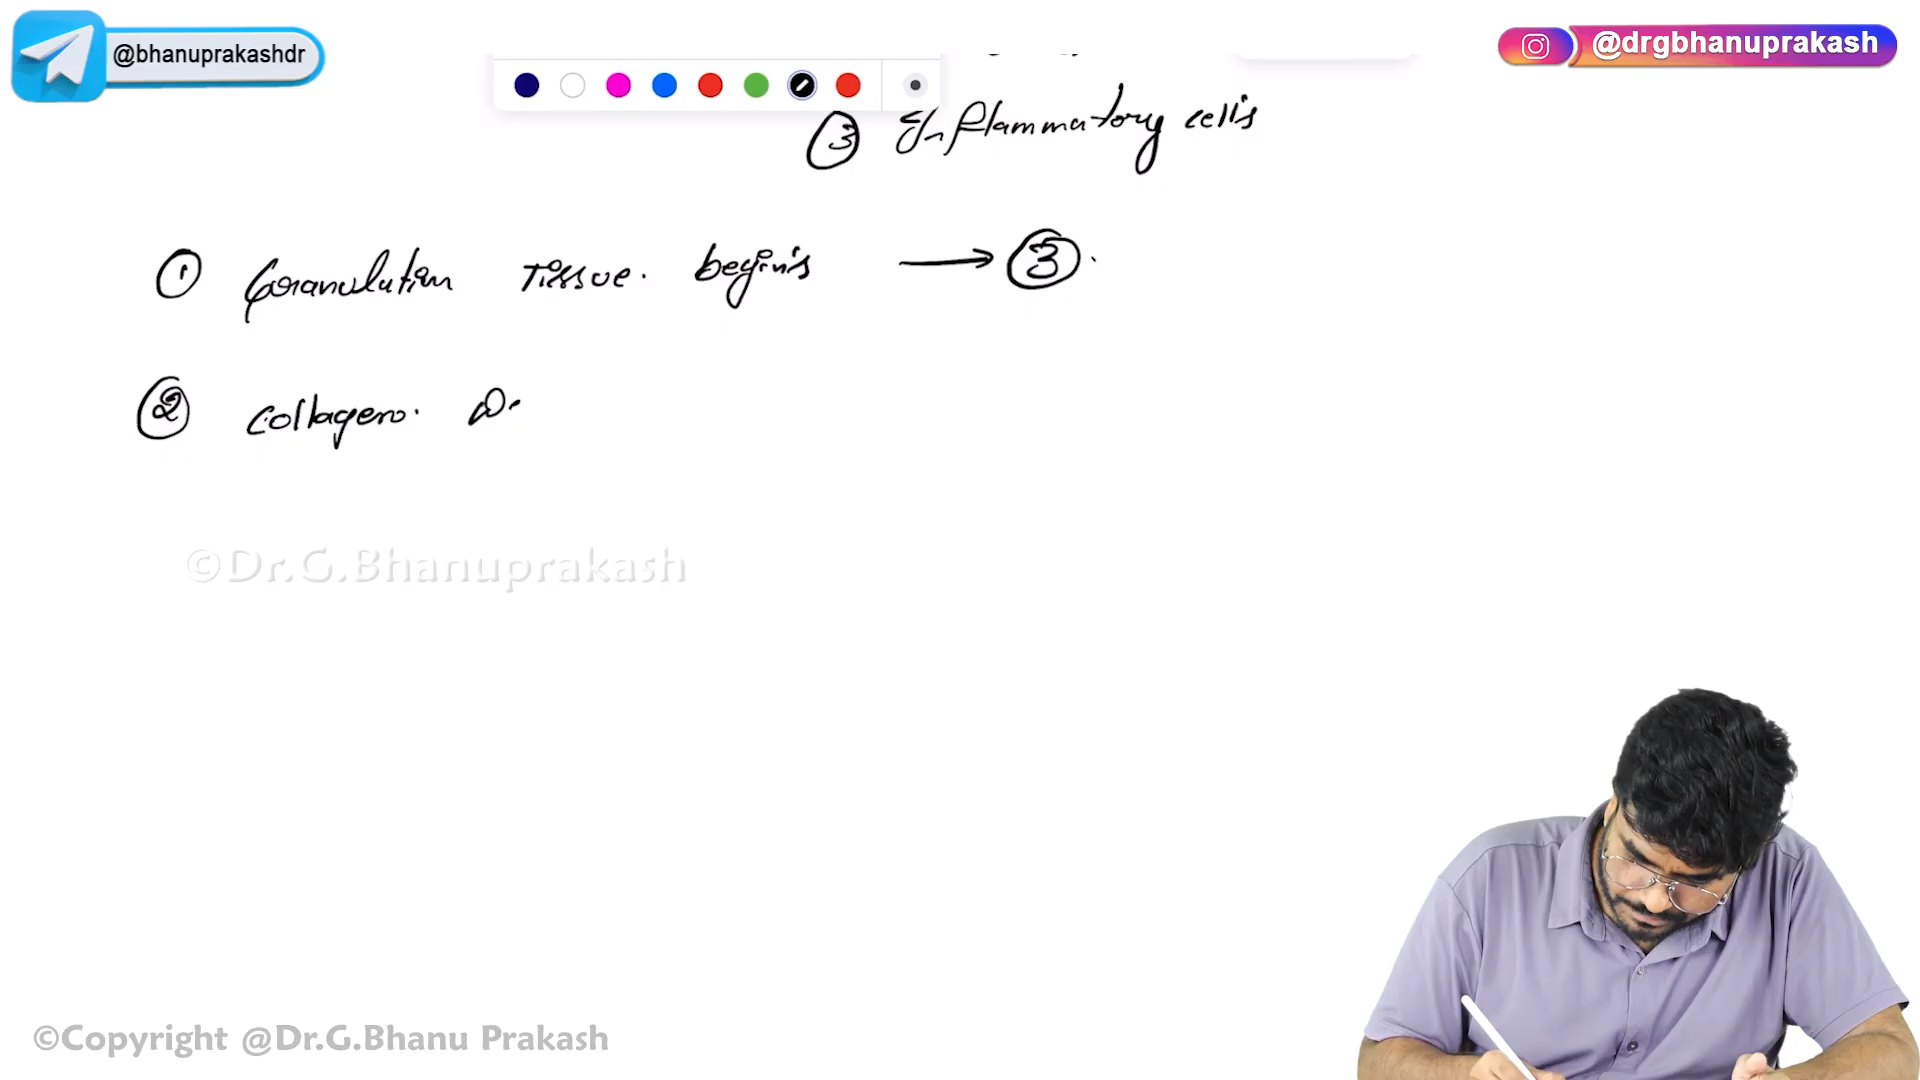 @bhanuprakashdr
@drgbhanuprakash
③ Inflammatory cells
① Granulation Tissue. begins → ③.
② collagen. D.
©Dr.G.Bhanuprakash
©Copyright @Dr.G.Bhanu Prakash